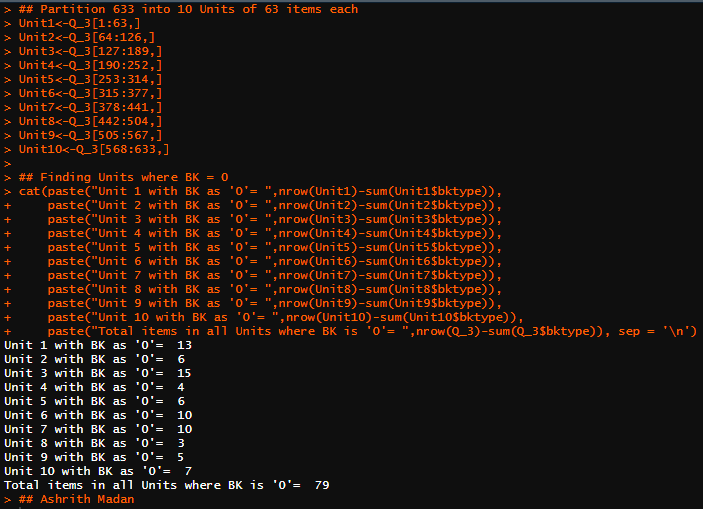 > ## Partition 633 into 10 Units of 63 items each
> Unit1<-Q_3[1:63,]
> Unit2<-Q_3[64:126,]
> Unit3<-Q_3[127:189,]
> Unit4<-Q_3[190:252,]
> Unit5<-Q_3[253:314,]
> Unit6<-Q_3[315:377,]
> Unit7<-Q_3[378:441,]
> Unit8<-Q_3[442:504,]
> Unit9<-Q_3[505:567,]
> Unit10<-Q_3[568:633,]
>
> ## Finding Units where BK = 0
> cat(paste("Unit 1 with BK as '0'= ",nrow(Unit1)-sum(Unit1$bktype)),
+     paste("Unit 2 with BK as '0'= ",nrow(Unit2)-sum(Unit2$bktype)),
+     paste("Unit 3 with BK as '0'= ",nrow(Unit3)-sum(Unit3$bktype)),
+     paste("Unit 4 with BK as '0'= ",nrow(Unit4)-sum(Unit4$bktype)),
+     paste("Unit 5 with BK as '0'= ",nrow(Unit5)-sum(Unit5$bktype)),
+     paste("Unit 6 with BK as '0'= ",nrow(Unit6)-sum(Unit6$bktype)),
+     paste("Unit 7 with BK as '0'= ",nrow(Unit7)-sum(Unit7$bktype)),
+     paste("Unit 8 with BK as '0'= ",nrow(Unit8)-sum(Unit8$bktype)),
+     paste("Unit 9 with BK as '0'= ",nrow(Unit9)-sum(Unit9$bktype)),
+     paste("Unit 10 with BK as '0'= ",nrow(Unit10)-sum(Unit10$bktype)),
+     paste("Total items in all Units where BK is '0'= ",nrow(Q_3)-sum(Q_3$bktype)), sep = '\n')
Unit 1 with BK as '0'=  13
Unit 2 with BK as '0'=  6
Unit 3 with BK as '0'=  15
Unit 4 with BK as '0'=  4
Unit 5 with BK as '0'=  6
Unit 6 with BK as '0'=  10
Unit 7 with BK as '0'=  10
Unit 8 with BK as '0'=  3
Unit 9 with BK as '0'=  5
Unit 10 with BK as '0'=  7
Total items in all Units where BK is '0'=  79
> ## Ashrith Madan